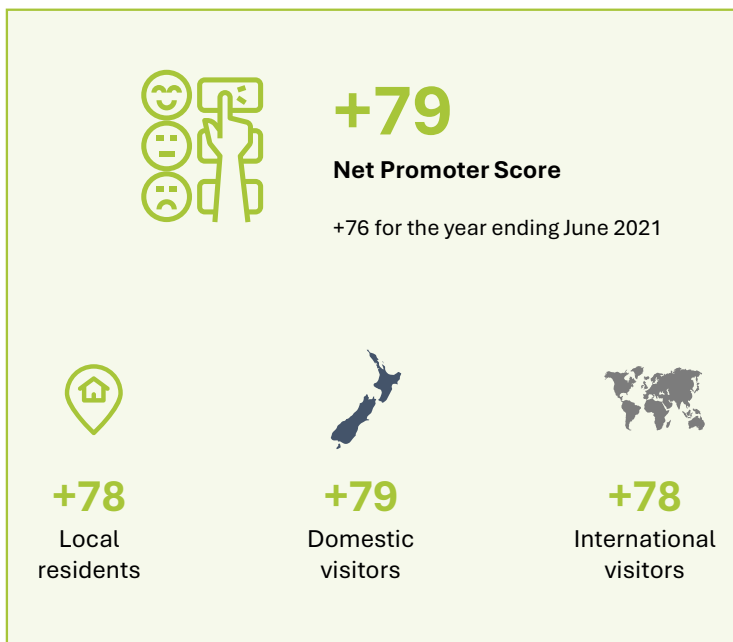 +79
Net Promoter Score
+76 for the year ending June 2021
+78
Local
residents
+79
Domestic
visitors
+78
International
visitors